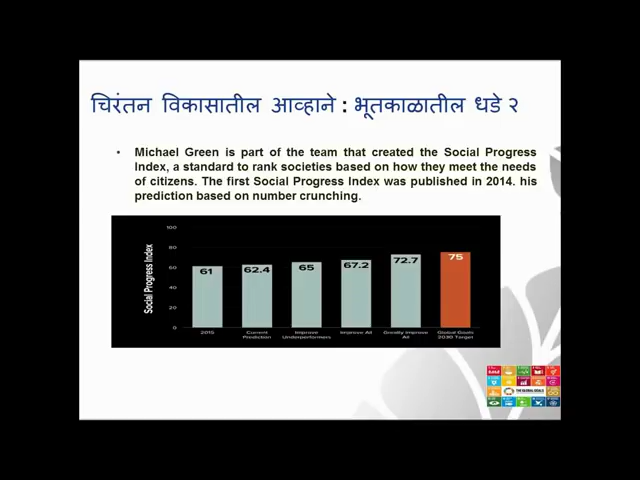 चिरंतन विकासातील आव्हाने : भूतकाळातील धडे २
• Michael Green is part of the team that created the Social Progress
Index, a standard to rank societies based on how they meet the needs
of citizens. The first Social Progress Index was published in 2014. his
prediction based on number crunching.
Social Progress Index
100
80
60
40
20
0
61
62.4
65
67.2
72.7
75
2015
Current
Prediction
Improve
Underperformers
Improve All
Greatly Improve
All
Global Goals
2030 Target
THE GLOBAL GOALS